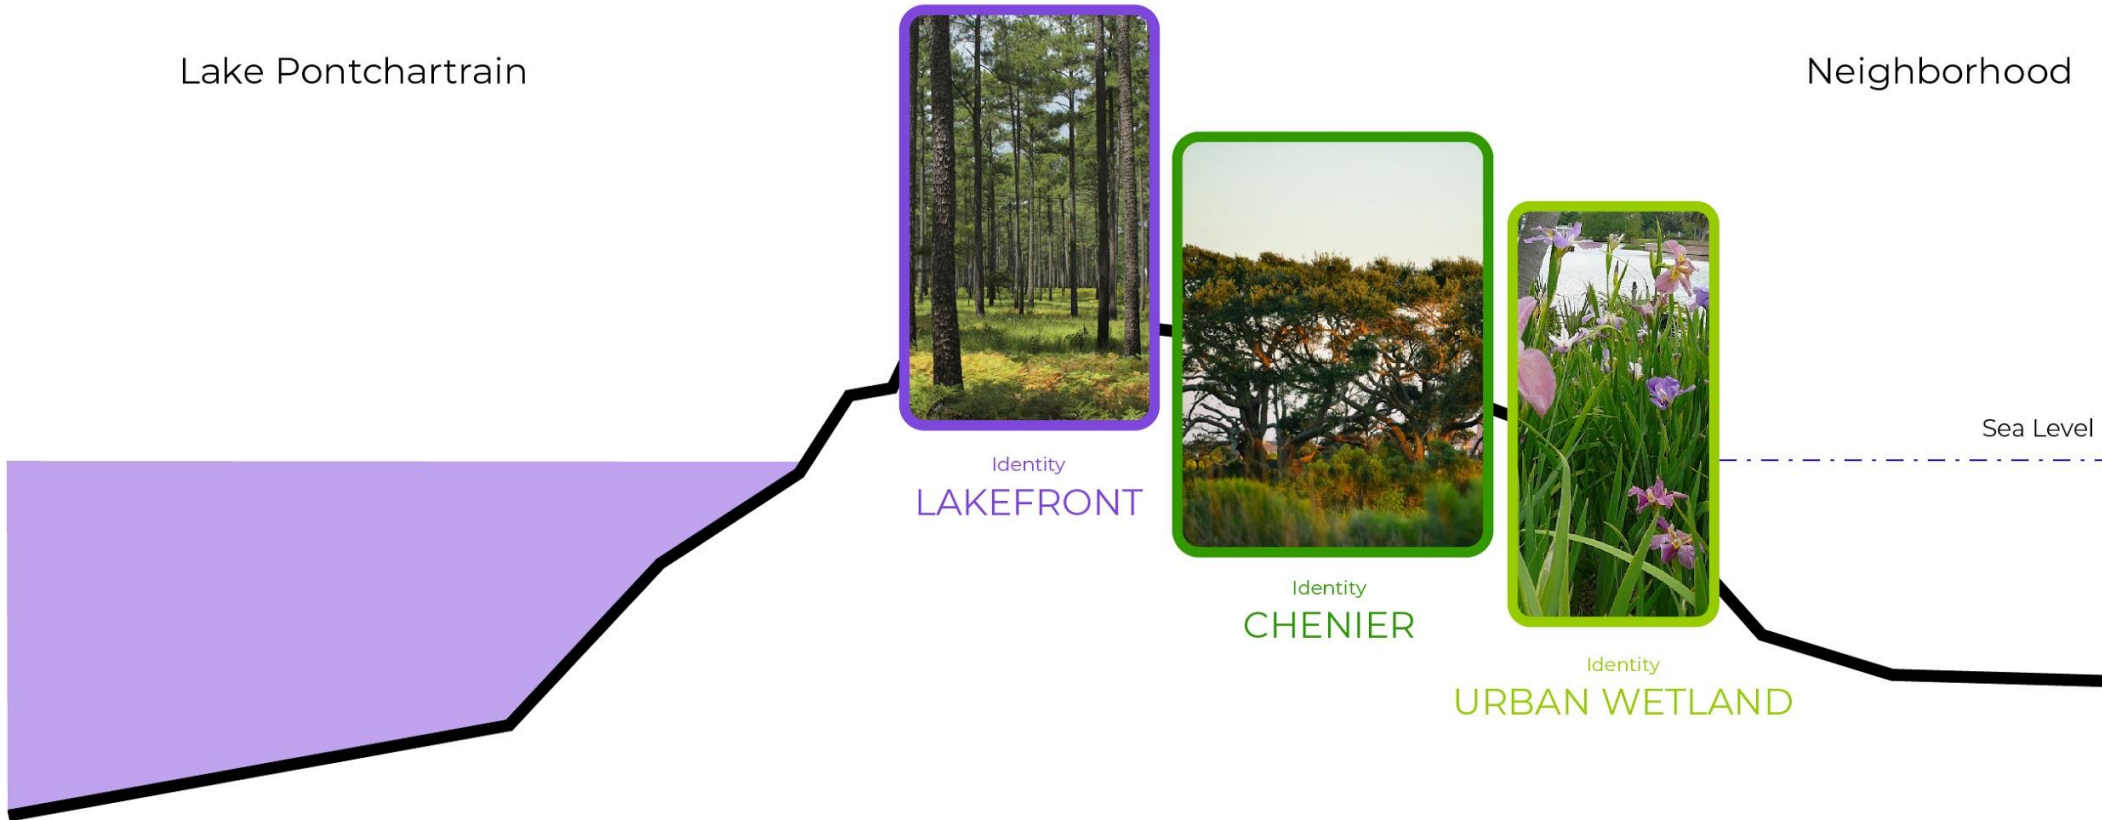 Lake Pontchartrain
Neighborhood
Sea Level
Identity
LAKEFRONT
Identity
CHENIER
Identity
URBAN WETLAND